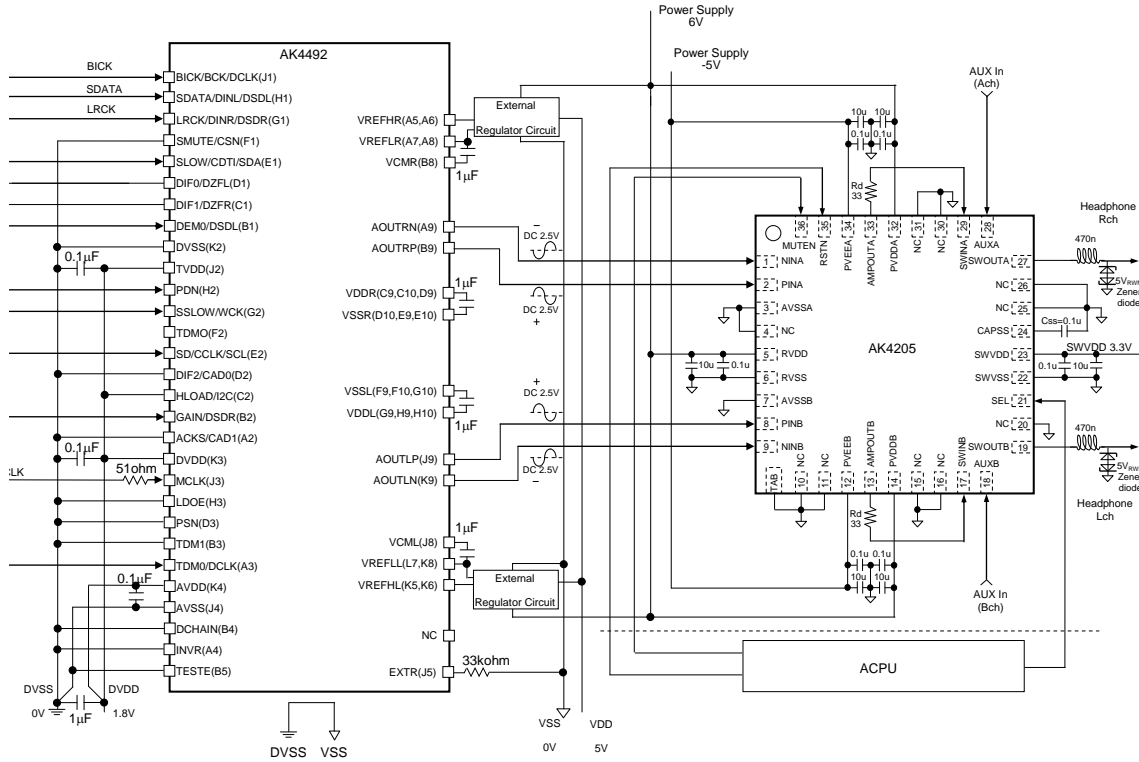 Power Supply
6V
Power Supply
-5V
AUX In
(Ach)
AK4492
BICK
SDATA
LRCK
BICK/BCK/DCLK(J1)
SDATA/DINL/DSDL(H1)
LRCK/DINR/DSDR(G1)
SMUTE/CSN(F1)
SLOW/CDTI/SDA(E1)
DIF0/DZFL(D1)
DIF1/DZFR(C1)
DEM0/DSDL(B1)
DVSS(K2)
0.1μF
TVDD(J2)
PDN(H2)
SSLOW/WCK(G2)
TDMO(F2)
SD/CCLK/SCL(E2)
DIF2/CAD0(D2)
HLOAD/I2C(C2)
GAIN/DSDR(B2)
ACKS/CAD1(A2)
0.1μF
DVDD(K3)
CLK
51ohm
MCLK(J3)
LDOE(H3)
PSN(D3)
TDM1(B3)
TDM0/DCLK(A3)
0.1μF
AVDD(K4)
AVSS(J4)
DCHAIN(B4)
INVR(A4)
TESTE(B5)
DVSS
0V
1μF
DVDD
1.8V
DVSS
VSS
VREFHR(A5,A6)
VREFLR(A7,A8)
VCMR(B8)
1μF
External
Regulator Circuit
AOUTRN(A9)
AOUTRP(B9)
−
DC 2.5V
DC 2.5V
+
VDDR(C9,C10,D9)
VSSR(D10,E9,E10)
1μF
VSSL(F9,F10,G10)
VDDL(G9,H9,H10)
1μF
+
DC 2.5V
DC 2.5V
−
AOUTLP(J9)
AOUTLN(K9)
VCML(J8)
VREFLL(L7,K8)
VREFHL(K5,K6)
1μF
External
Regulator Circuit
NC
EXTR(J5)
33kohm
VSS
0V
VDD
5V
10u
10u
0.1u
0.1u
Rd
33
36
35
34
33
32
31
30
29
28
MUTEN
RSTN
PVEEA
AMPOUTA
PVDDA
NC
NC
SWINA
AUXA
AK4205
1
NINA
2
PINA
3
AVSSA
4
NC
5
RVDD
6
RVSS
7
AVSSB
8
PINB
9
NINB
10u
0.1u
SWOUTA
27
NC
26
NC
25
CAPSS
24
SWVDD
23
SWVSS
22
SEL
21
NC
20
SWOUTB
19
Css=0.1u
SWVDD 3.3V
0.1u
10u
Headphone
Rch
470n
5VRWM
Zener
diode
470n
5VRWM
Zener
diode
Headphone
Lch
TAB
NC
NC
PVEEB
AMPOUTB
PVDDB
NC
NC
SWINB
AUXB
10
11
12
13
14
15
16
17
18
Rd
33
0.1u
0.1u
10u
10u
AUX In
(Bch)
ACPU